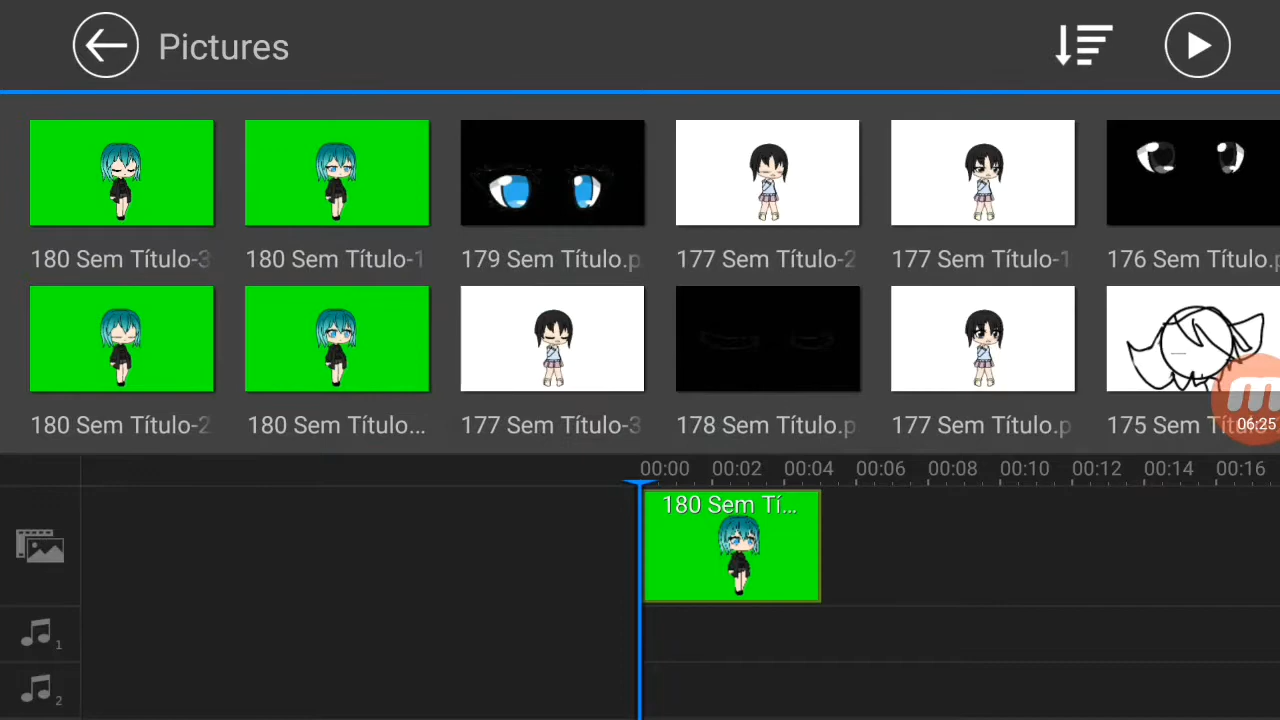 Pictures
180 Sem Título-3
180 Sem Título-1
179 Sem Título.p
177 Sem Título-2
177 Sem Título-1
176 Sem Título.p
180 Sem Título-2
180 Sem Título...
177 Sem Título-3
178 Sem Título.p
177 Sem Título.p
175 Sem Título
06:25
00:00 00:02 00:04 00:06 00:08 00:10 00:12 00:14 00:16
180 Sem Tí...
1
2